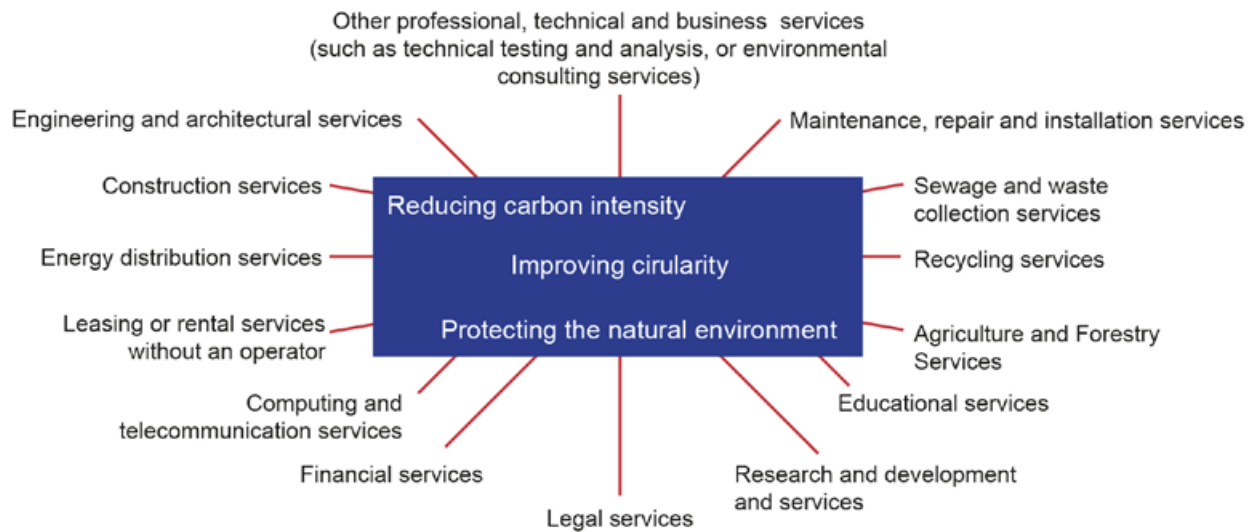 Other professional, technical and business services
(such as technical testing and analysis, or environmental
consulting services)
Engineering and architectural services
Maintenance, repair and installation services
Construction services
Sewage and waste
collection services
Reducing carbon intensity
Energy distribution services
Improving cirularity
Recycling services
Leasing or rental services
without an operator
Protecting the natural environment
Agriculture and Forestry
Services
Computing and
telecommunication services
Educational services
Financial services
Research and development
and services
Legal services